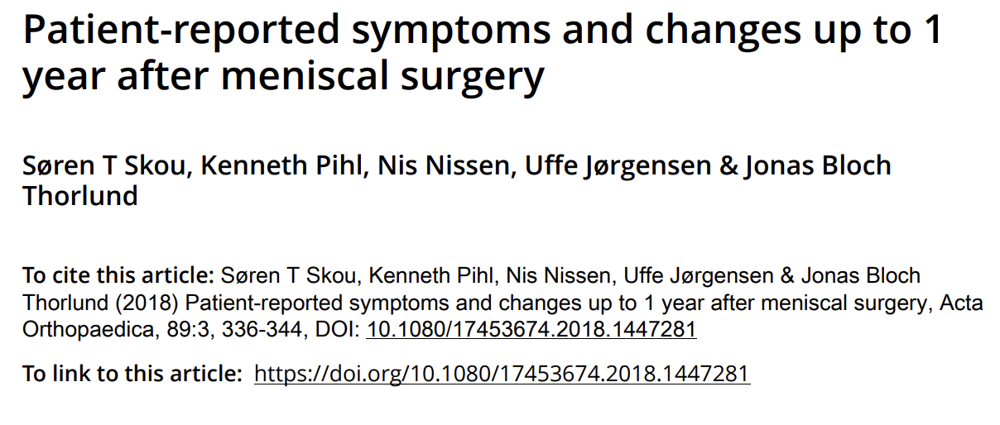 Patient-reported symptoms and changes up to 1
year after meniscal surgery
Søren T Skou, Kenneth Pihl, Nis Nissen, Uffe Jørgensen & Jonas Bloch
Thorlund
To cite this article: Søren T Skou, Kenneth Pihl, Nis Nissen, Uffe Jørgensen & Jonas Bloch
Thorlund (2018) Patient-reported symptoms and changes up to 1 year after meniscal surgery, Acta
Orthopaedica, 89:3, 336-344, DOI: 10.1080/17453674.2018.1447281
To link to this article: https://doi.org/10.1080/17453674.2018.1447281